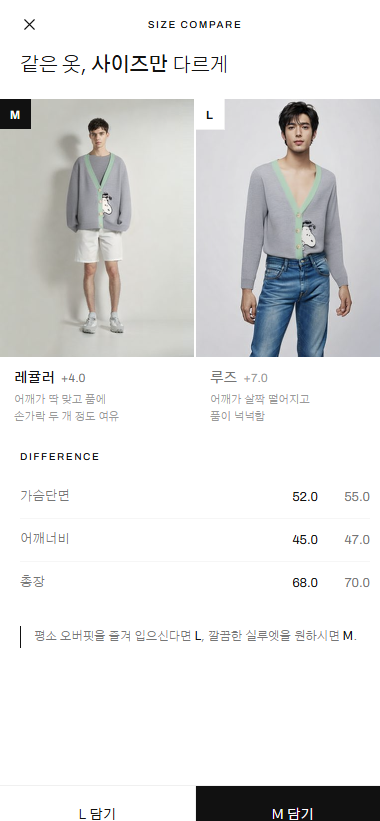 SIZE COMPARE
같은 옷, 사이즈만 다르게
M
L
레귤러 +4.0
어깨가 딱 맞고 품에
손가락 두 개 정도 여유
루즈 +7.0
어깨가 살짝 떨어지고
품이 넉넉함
DIFFERENCE
가슴단면 52.0 55.0
어깨너비 45.0 47.0
총장 68.0 70.0
평소 오버핏을 즐겨 입으신다면 L, 깔끔한 실루엣을 원하시면 M.
L 담기
M 담기